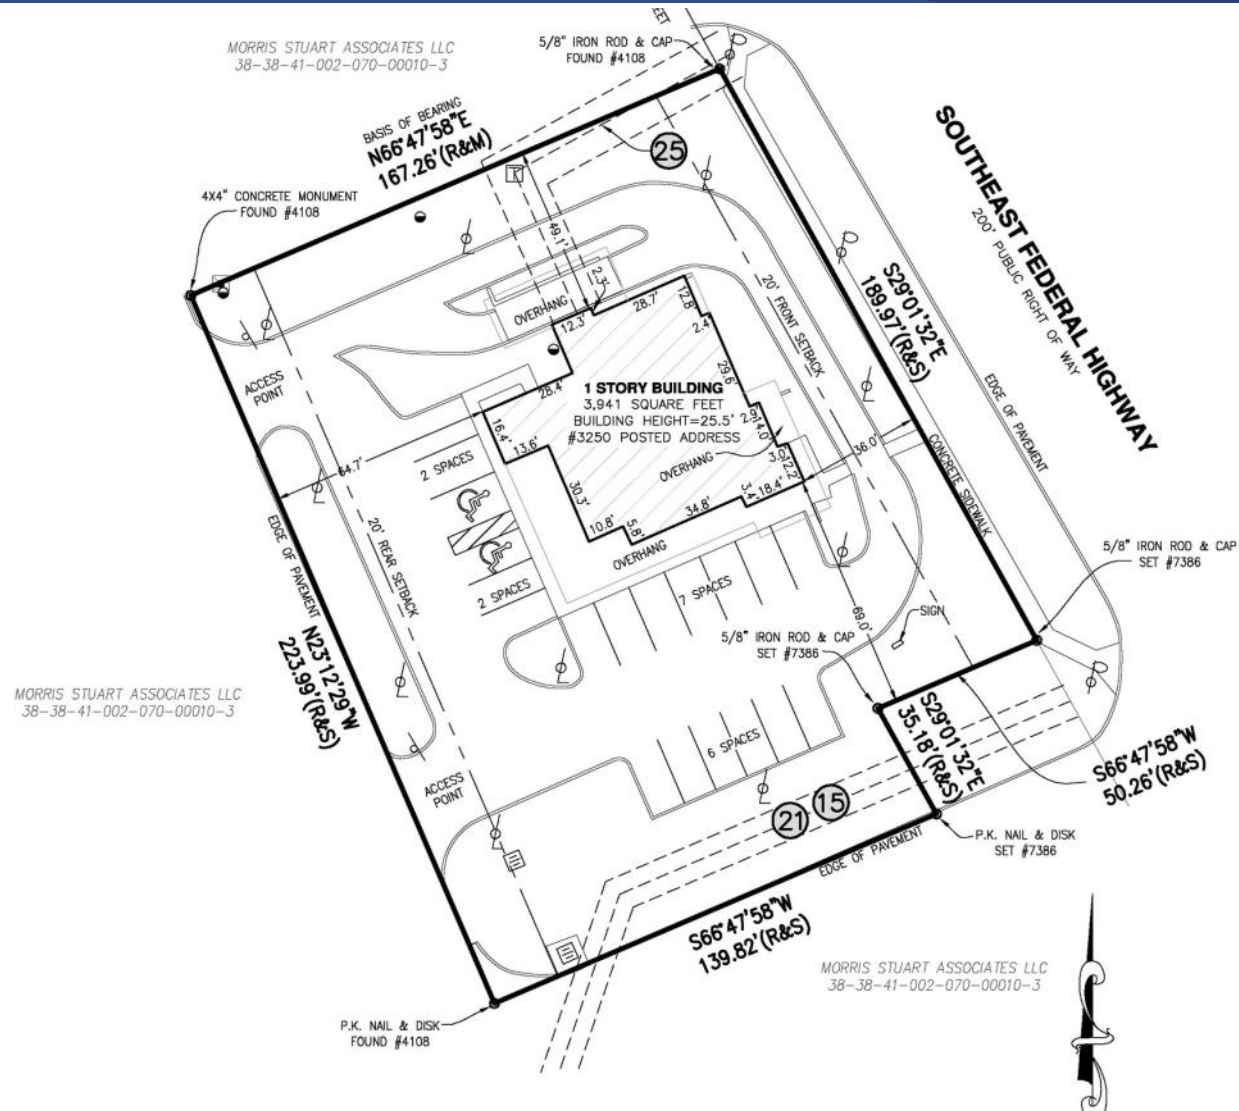 EET
MORRIS STUART ASSOCIATES LLC
38-38-41-002-070-00010-3
5/8" IRON ROD & CAP
FOUND #4108
BASIS OF BEARING
N66°47'58"E
167.26'(R&M)
25
4X4" CONCRETE MONUMENT
FOUND #4108
SOUTHEAST FEDERAL HIGHWAY
200' PUBLIC RIGHT OF WAY
S29°01'32"E
189.97'(R&S)
49.1'
2.3'
OVERHANG
12.3'
28.7'
12.8'
2.4'
20' FRONT SETBACK
EDGE OF PAVEMENT
ACCESS
POINT
28.4'
29.6'
1 STORY BUILDING
3,941 SQUARE FEET
BUILDING HEIGHT=25.5'
#3250 POSTED ADDRESS
2.9'
14.0'
16.4'
13.6'
64.7'
2 SPACES
OVERHANG
3.0'
12.2'
36.0'
CONCRETE SIDEWALK
30.3'
34.8'
3.4'
18.4'
10.8'
5.8'
OVERHANG
20' REAR SETBACK
EDGE OF PAVEMENT
2 SPACES
7 SPACES
69.0'
SIGN
5/8" IRON ROD & CAP
SET #7386
5/8" IRON ROD & CAP
SET #7386
N23°12'29"W
223.99'(R&S)
MORRIS STUART ASSOCIATES LLC
38-38-41-002-070-00010-3
6 SPACES
S29°01'32"E
35.18'(R&S)
S66°47'58"W
50.26'(R&S)
ACCESS
POINT
21
15
EDGE OF PAVEMENT
P.K. NAIL & DISK
SET #7386
S66°47'58"W
139.82'(R&S)
MORRIS STUART ASSOCIATES LLC
38-38-41-002-070-00010-3
P.K. NAIL & DISK
FOUND #4108